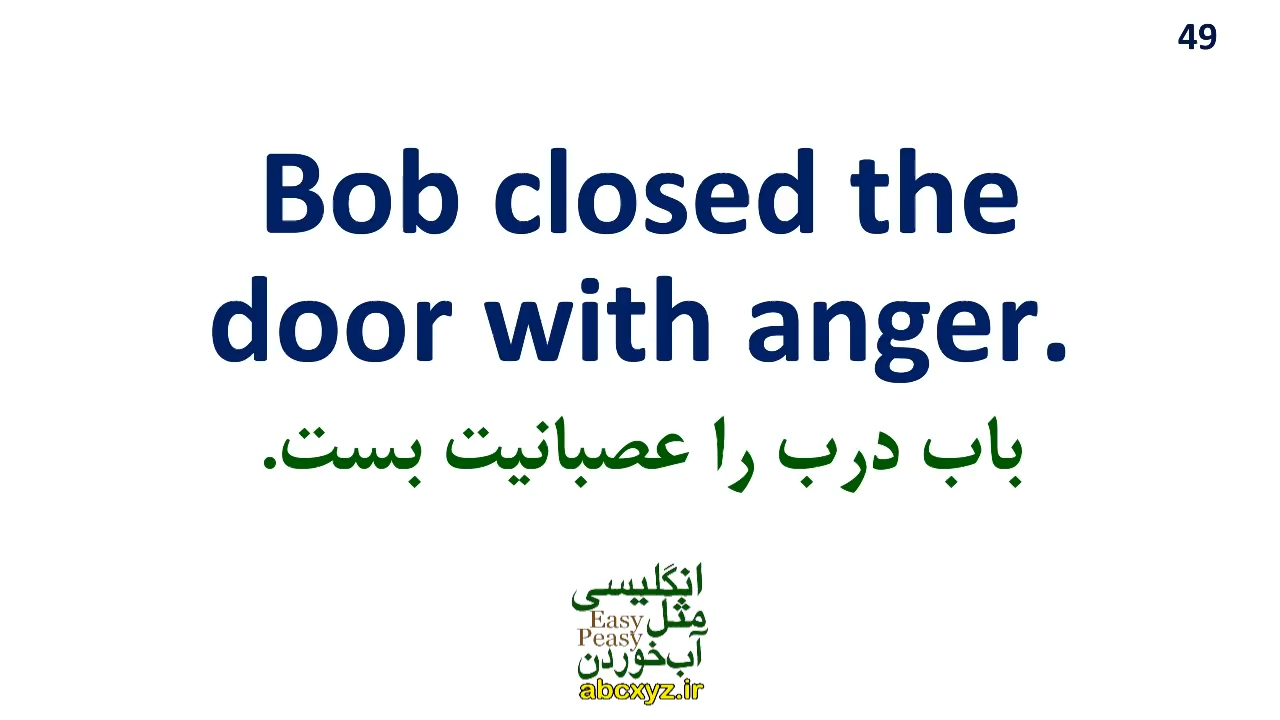 49
Bob closed the
door with anger.
باب درب را عصبانیت بست.
انگلیسی
مثل
Easy
Peasy
آب‌خوردن
abcxyz.ir